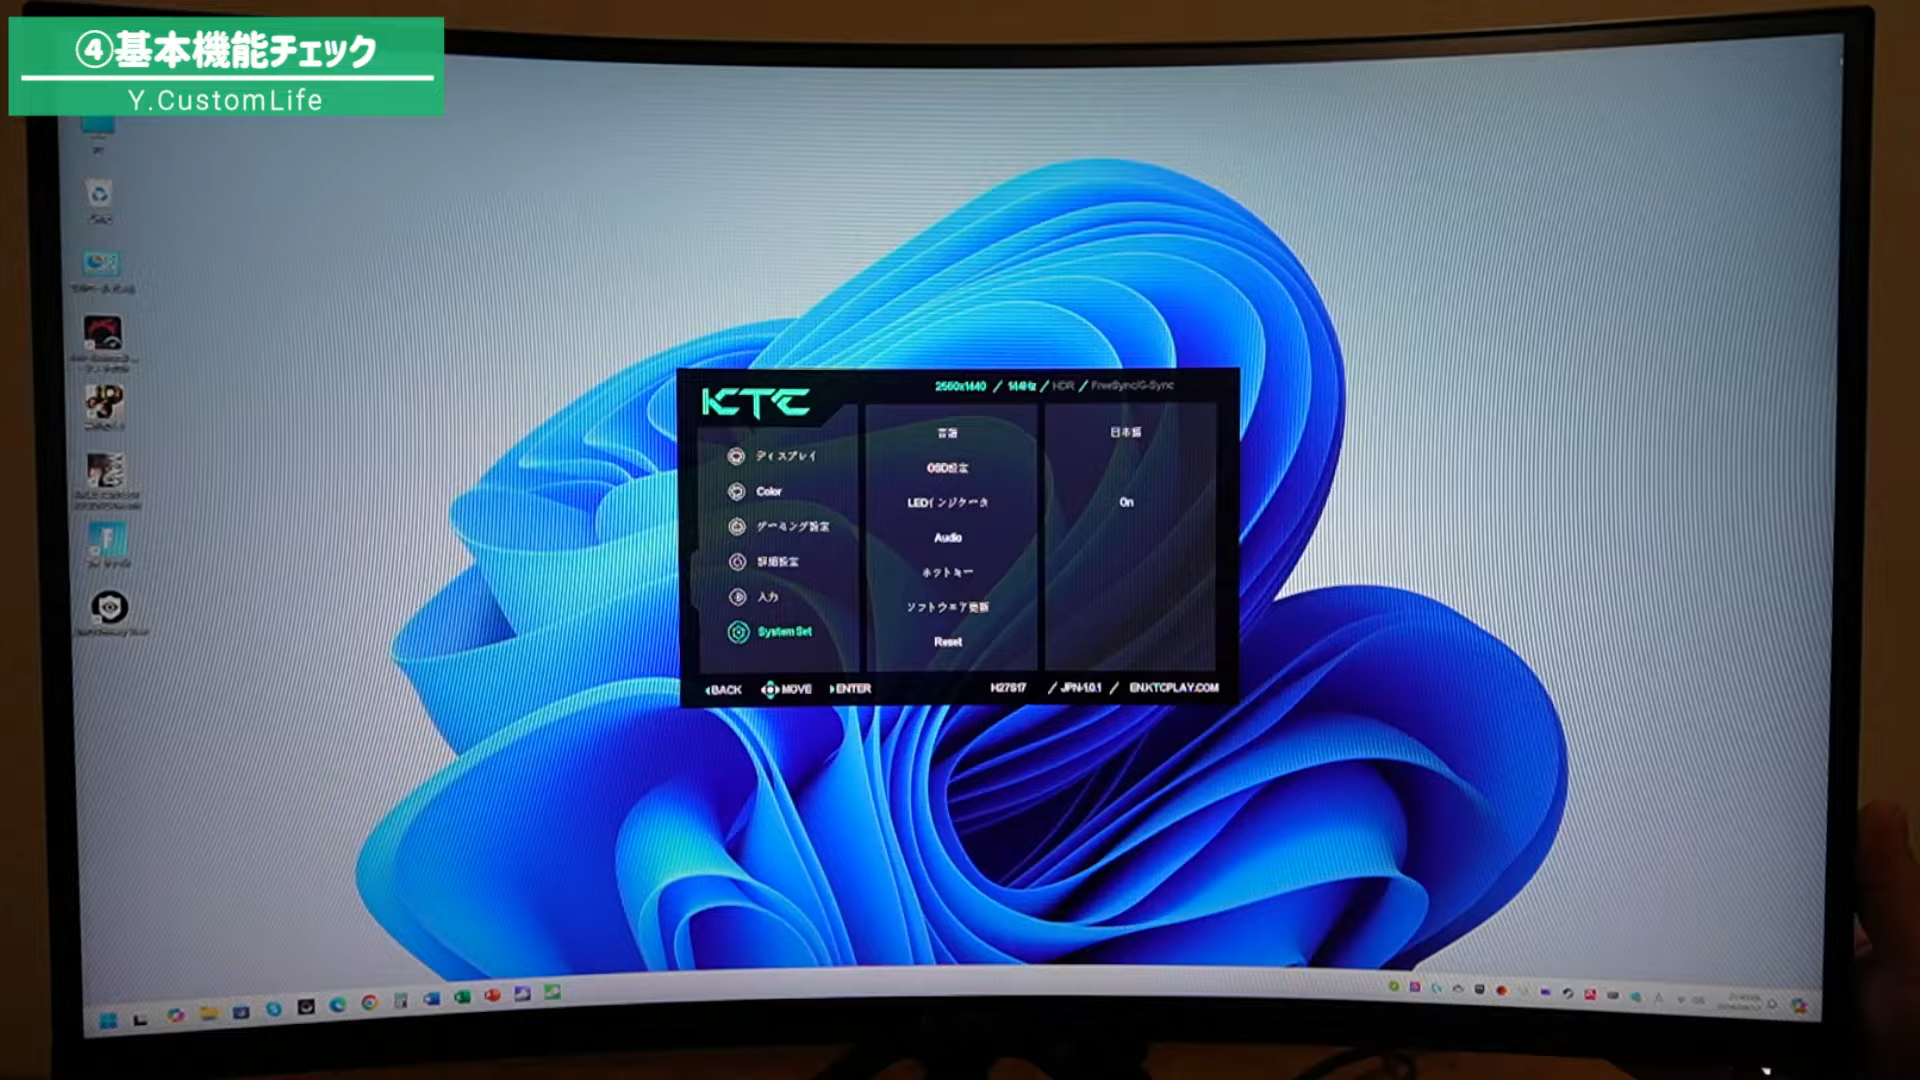 ④基本機能チェック
Y.CustomLife
KTC
2560x1440 / 144Hz / HDR / FreeSync/G-Sync
ディスプレイ
Color
ゲーミング設定
詳細設定
入力
System Set
言語
OSD設定
LEDインジケータ
Audio
ホットキー
ソフトウエア更新
Reset
日本語
On
BACK MOVE ENTER
H27S17 / JPN-1.0.1 / EN.KTCPLAY.COM